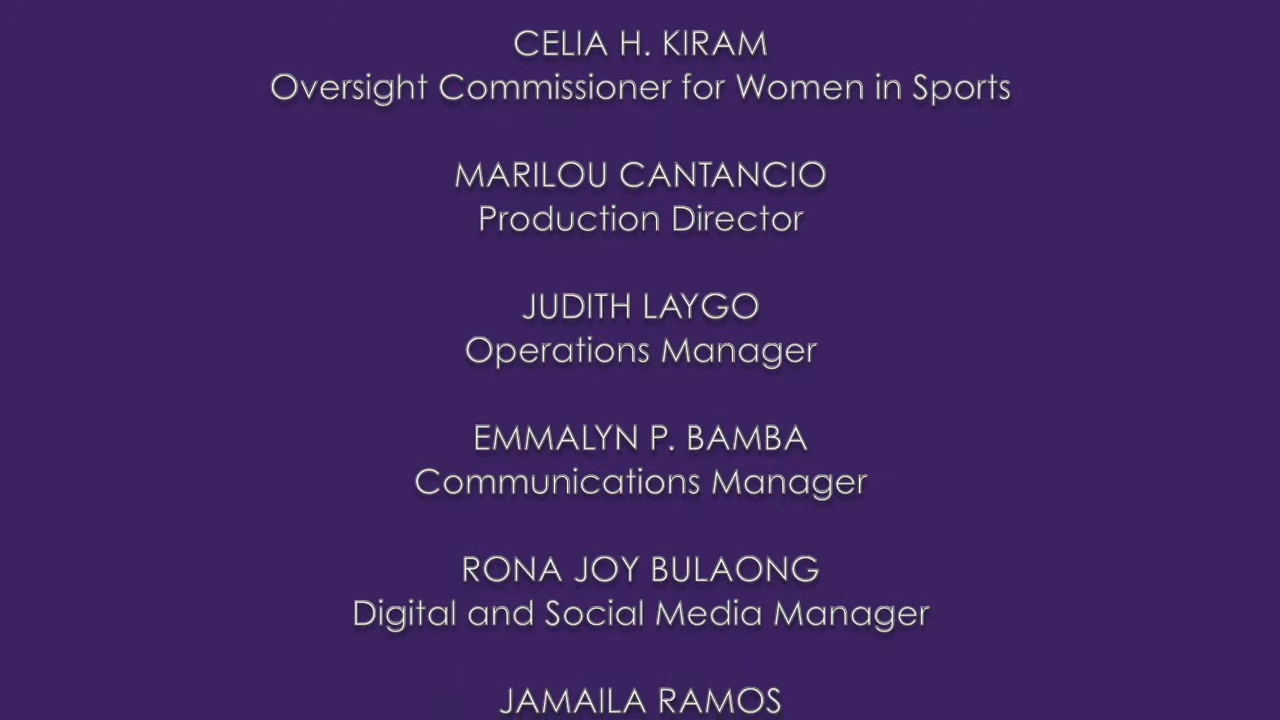 CELIA H. KIRAM
Oversight Commissioner for Women in Sports
MARILOU CANTANCIO
Production Director
JUDITH LAYGO
Operations Manager
EMMALYN P. BAMBA
Communications Manager
RONA JOY BULAONG
Digital and Social Media Manager
JAMAILA RAMOS